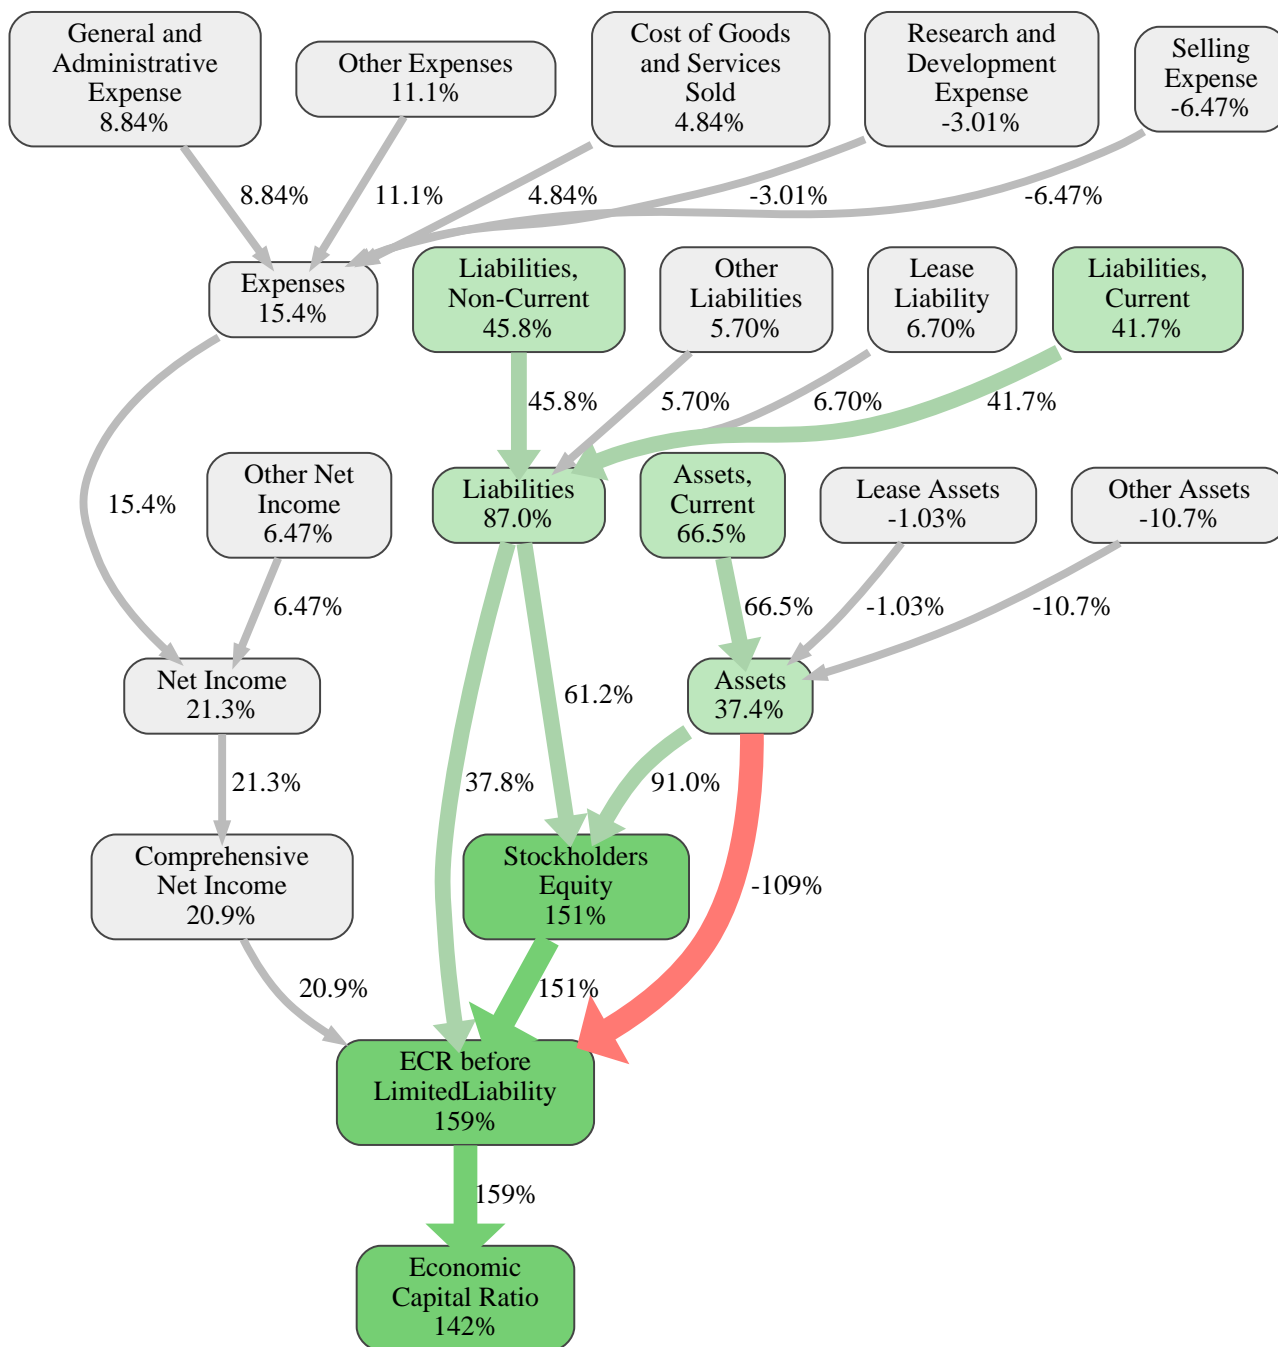 General and
Administrative
Expense
8.84%
Other Expenses
11.1%
Cost of Goods
and Services
Sold
4.84%
Research and
Development
Expense
-3.01%
Selling
Expense
-6.47%
8.84%
11.1%
4.84%
-3.01%
-6.47%
Expenses
15.4%
Liabilities,
Non-Current
45.8%
Other
Liabilities
5.70%
Lease
Liability
6.70%
Liabilities,
Current
41.7%
45.8%
5.70%
6.70%
41.7%
15.4%
Other Net
Income
6.47%
Liabilities
87.0%
Assets,
Current
66.5%
Lease Assets
-1.03%
Other Assets
-10.7%
6.47%
66.5%
-1.03%
-10.7%
Net Income
21.3%
61.2%
Assets
37.4%
21.3%
37.8%
91.0%
-109%
Comprehensive
Net Income
20.9%
Stockholders
Equity
151%
20.9%
151%
ECR before
LimitedLiability
159%
159%
Economic
Capital Ratio
142%